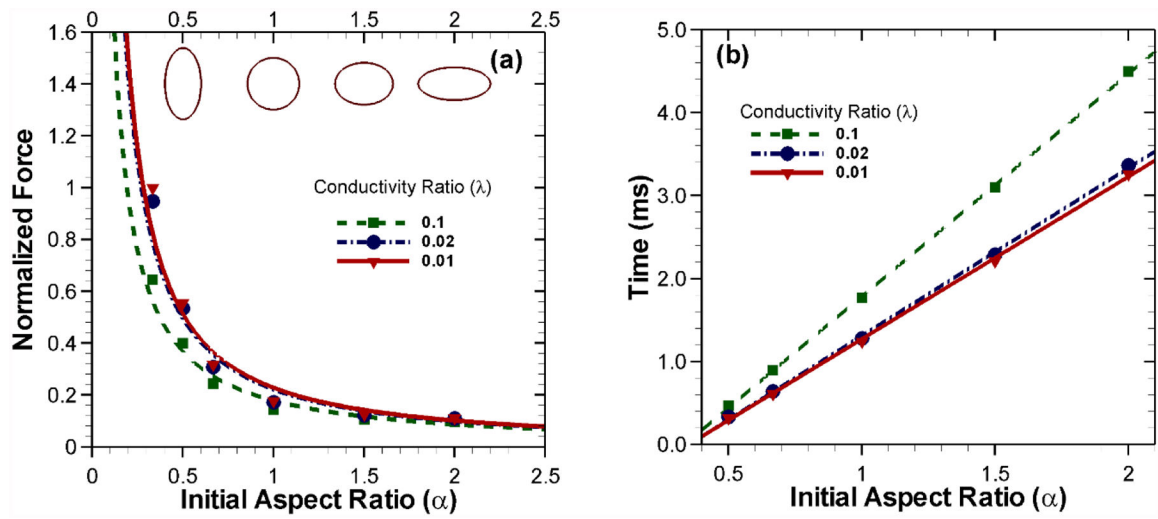 0 0.5 1 1.5 2 2.5
1.6
1.4
1.2
1
0.8
0.6
0.4
0.2
0
Normalized Force
(a)
Conductivity Ratio (λ)
0.1
0.02
0.01
0 0.5 1 1.5 2 2.5
Initial Aspect Ratio (α)
5.0
4.0
3.0
2.0
1.0
0.0
Time (ms)
(b)
Conductivity Ratio (λ)
0.1
0.02
0.01
0.5 1 1.5 2
Initial Aspect Ratio (α)